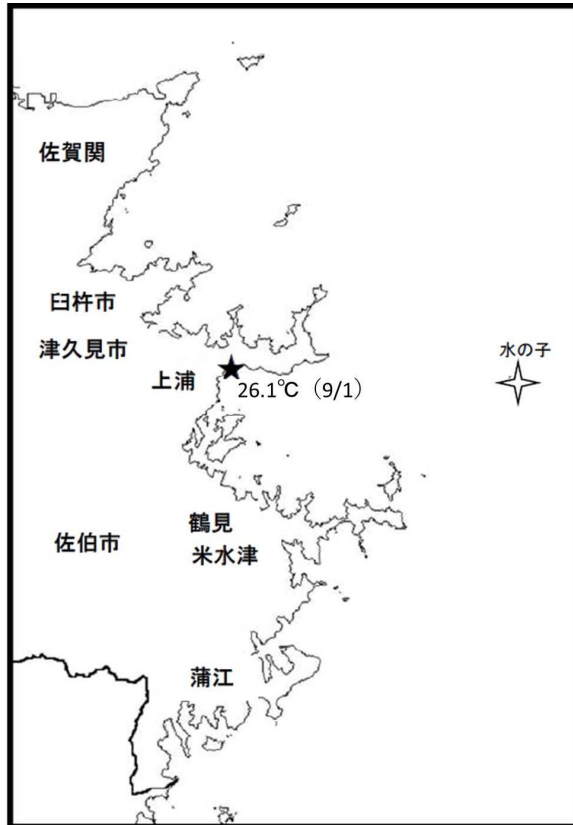 佐賀関
臼杵市
津久見市
水の子
上浦
26.1℃（9/1）
鶴見
佐伯市
米水津
蒲江